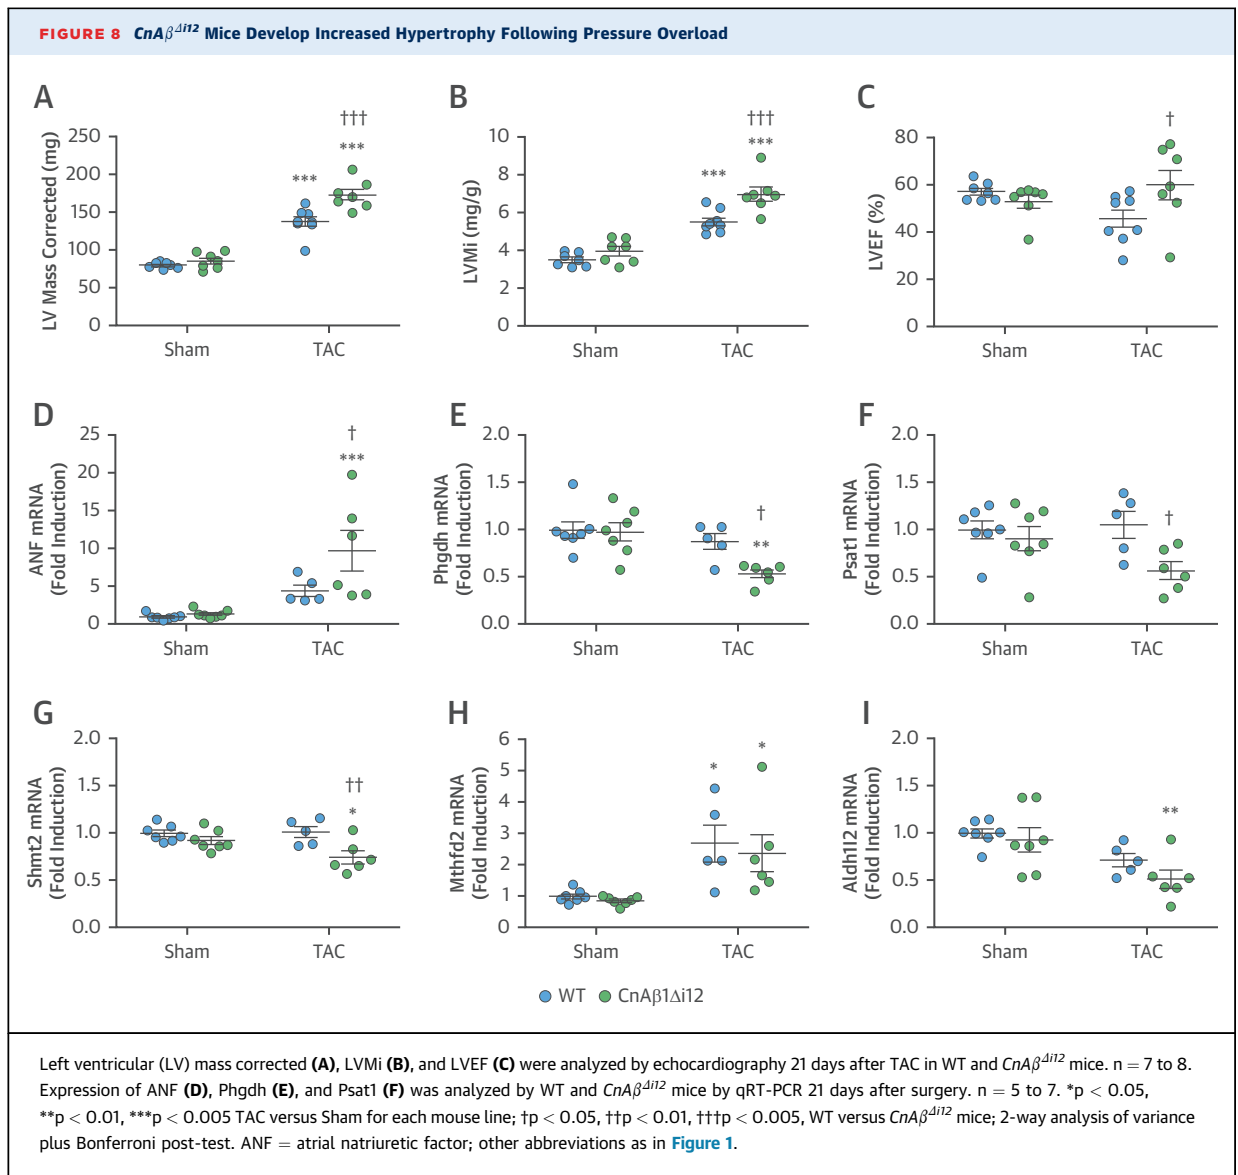 FIGURE 8 CnAβ^Δi12 Mice Develop Increased Hypertrophy Following Pressure Overload
A
LV Mass Corrected (mg)
250
200
150
100
50
0
***
†††
***
Sham
TAC
B
LVMi (mg/g)
10
8
6
4
2
0
***
†††
***
Sham
TAC
C
LVEF (%)
80
60
40
20
0
†
Sham
TAC
D
ANF mRNA
(Fold Induction)
25
20
15
10
5
0
†
***
Sham
TAC
E
Phgdh mRNA
(Fold Induction)
2.0
1.5
1.0
0.5
0.0
†
**
Sham
TAC
F
Psat1 mRNA
(Fold Induction)
2.0
1.5
1.0
0.5
0.0
†
Sham
TAC
G
Shmt2 mRNA
(Fold Induction)
2.0
1.5
1.0
0.5
0.0
††
*
Sham
TAC
H
Mthfd2 mRNA
(Fold Induction)
6
5
4
3
2
1
0
*
*
Sham
TAC
I
Aldh1l2 mRNA
(Fold Induction)
2.0
1.5
1.0
0.5
0.0
**
Sham
TAC
WT CnAβ1Δi12
Left ventricular (LV) mass corrected (A), LVMi (B), and LVEF (C) were analyzed by echocardiography 21 days after TAC in WT and CnAβ^Δi12 mice. n = 7 to 8.
Expression of ANF (D), Phgdh (E), and Psat1 (F) was analyzed by WT and CnAβ^Δi12 mice by qRT-PCR 21 days after surgery. n = 5 to 7. *p < 0.05,
**p < 0.01, ***p < 0.005 TAC versus Sham for each mouse line; †p < 0.05, ††p < 0.01, †††p < 0.005, WT versus CnAβ^Δi12 mice; 2-way analysis of variance
plus Bonferroni post-test. ANF = atrial natriuretic factor; other abbreviations as in Figure 1.